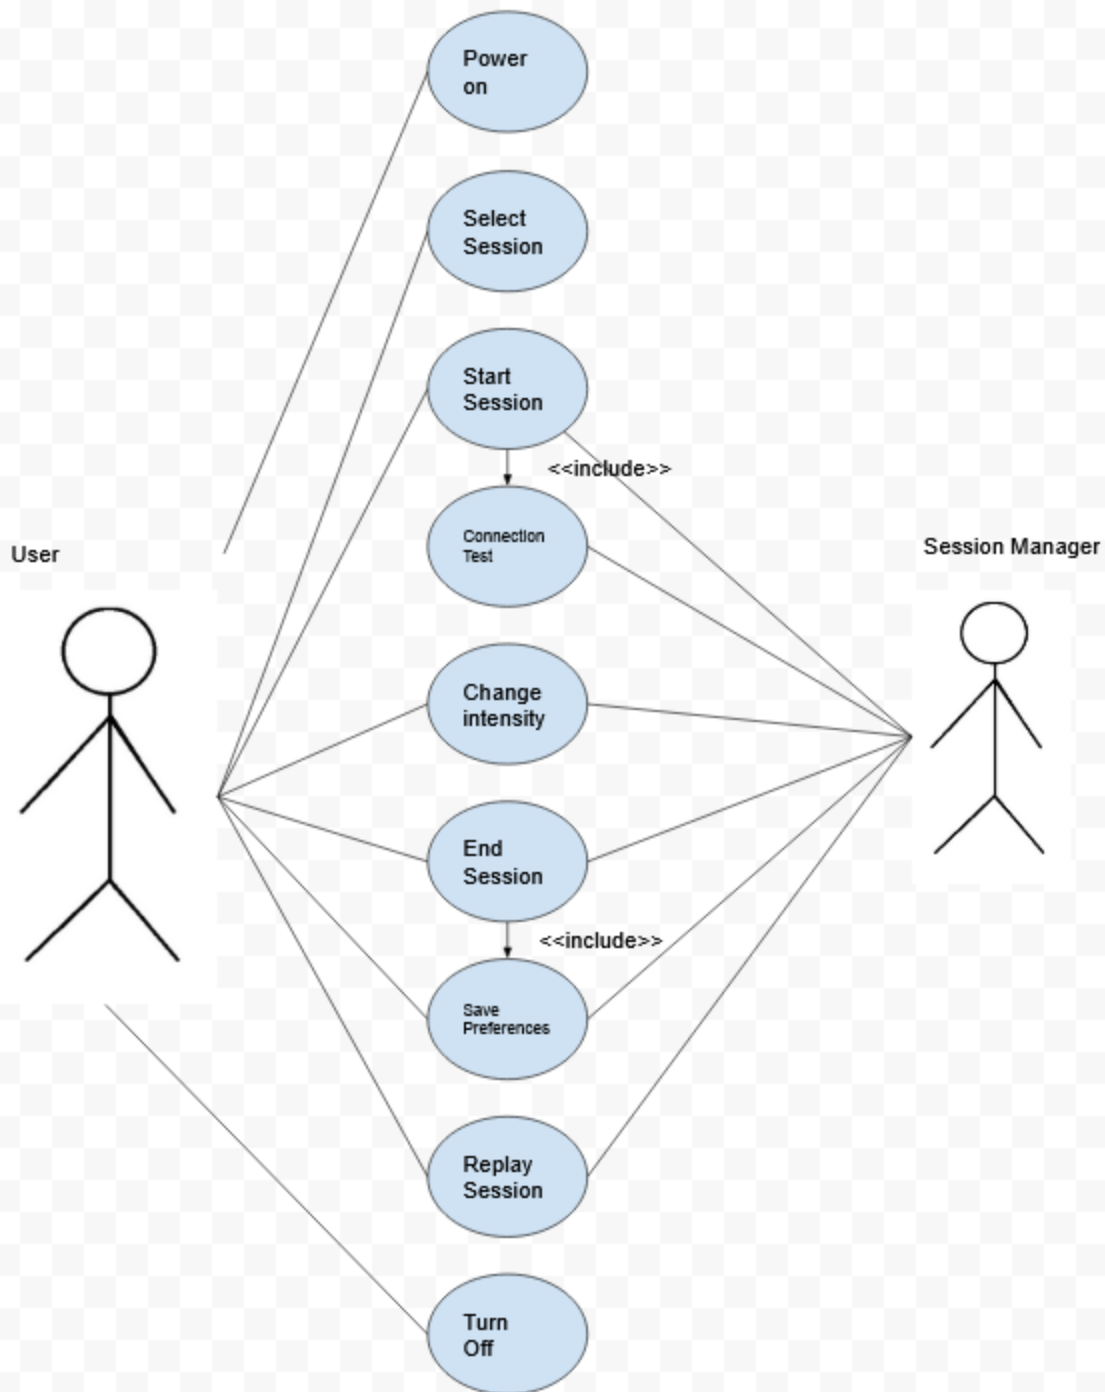 Power
on
Select
Session
Start
Session
<<include>>
Connection
Test
User
Session Manager
Change
intensity
End
Session
<<include>>
Save
Preferences
Replay
Session
Turn
Off